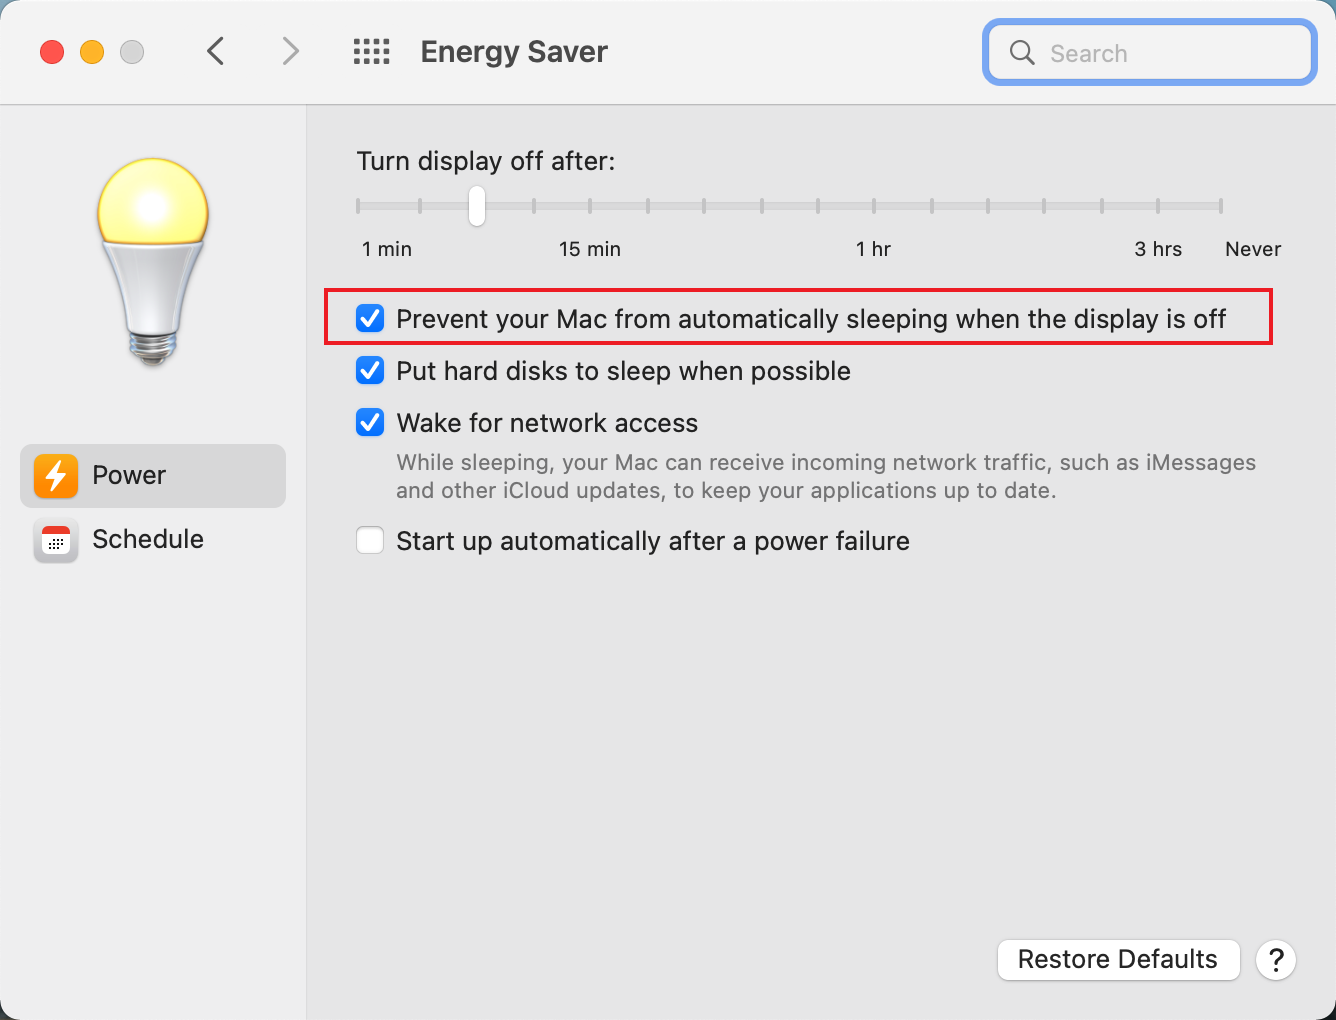 Energy Saver
Search
Turn display off after:
1 min 15 min 1 hr 3 hrs Never
Prevent your Mac from automatically sleeping when the display is off
Put hard disks to sleep when possible
Wake for network access
While sleeping, your Mac can receive incoming network traffic, such as iMessages
and other iCloud updates, to keep your applications up to date.
Start up automatically after a power failure
Power
Schedule
Restore Defaults ?